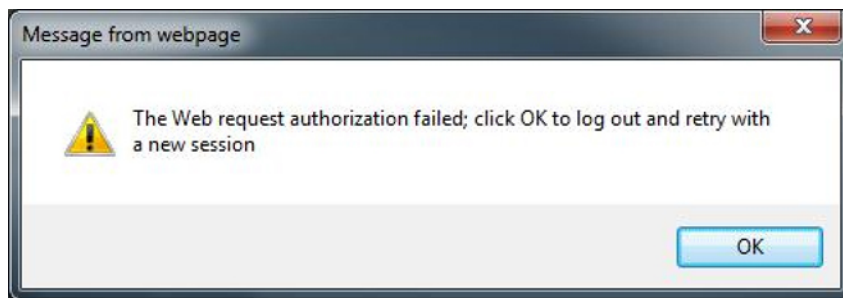 Message from webpage
The Web request authorization failed; click OK to log out and retry with
a new session
OK